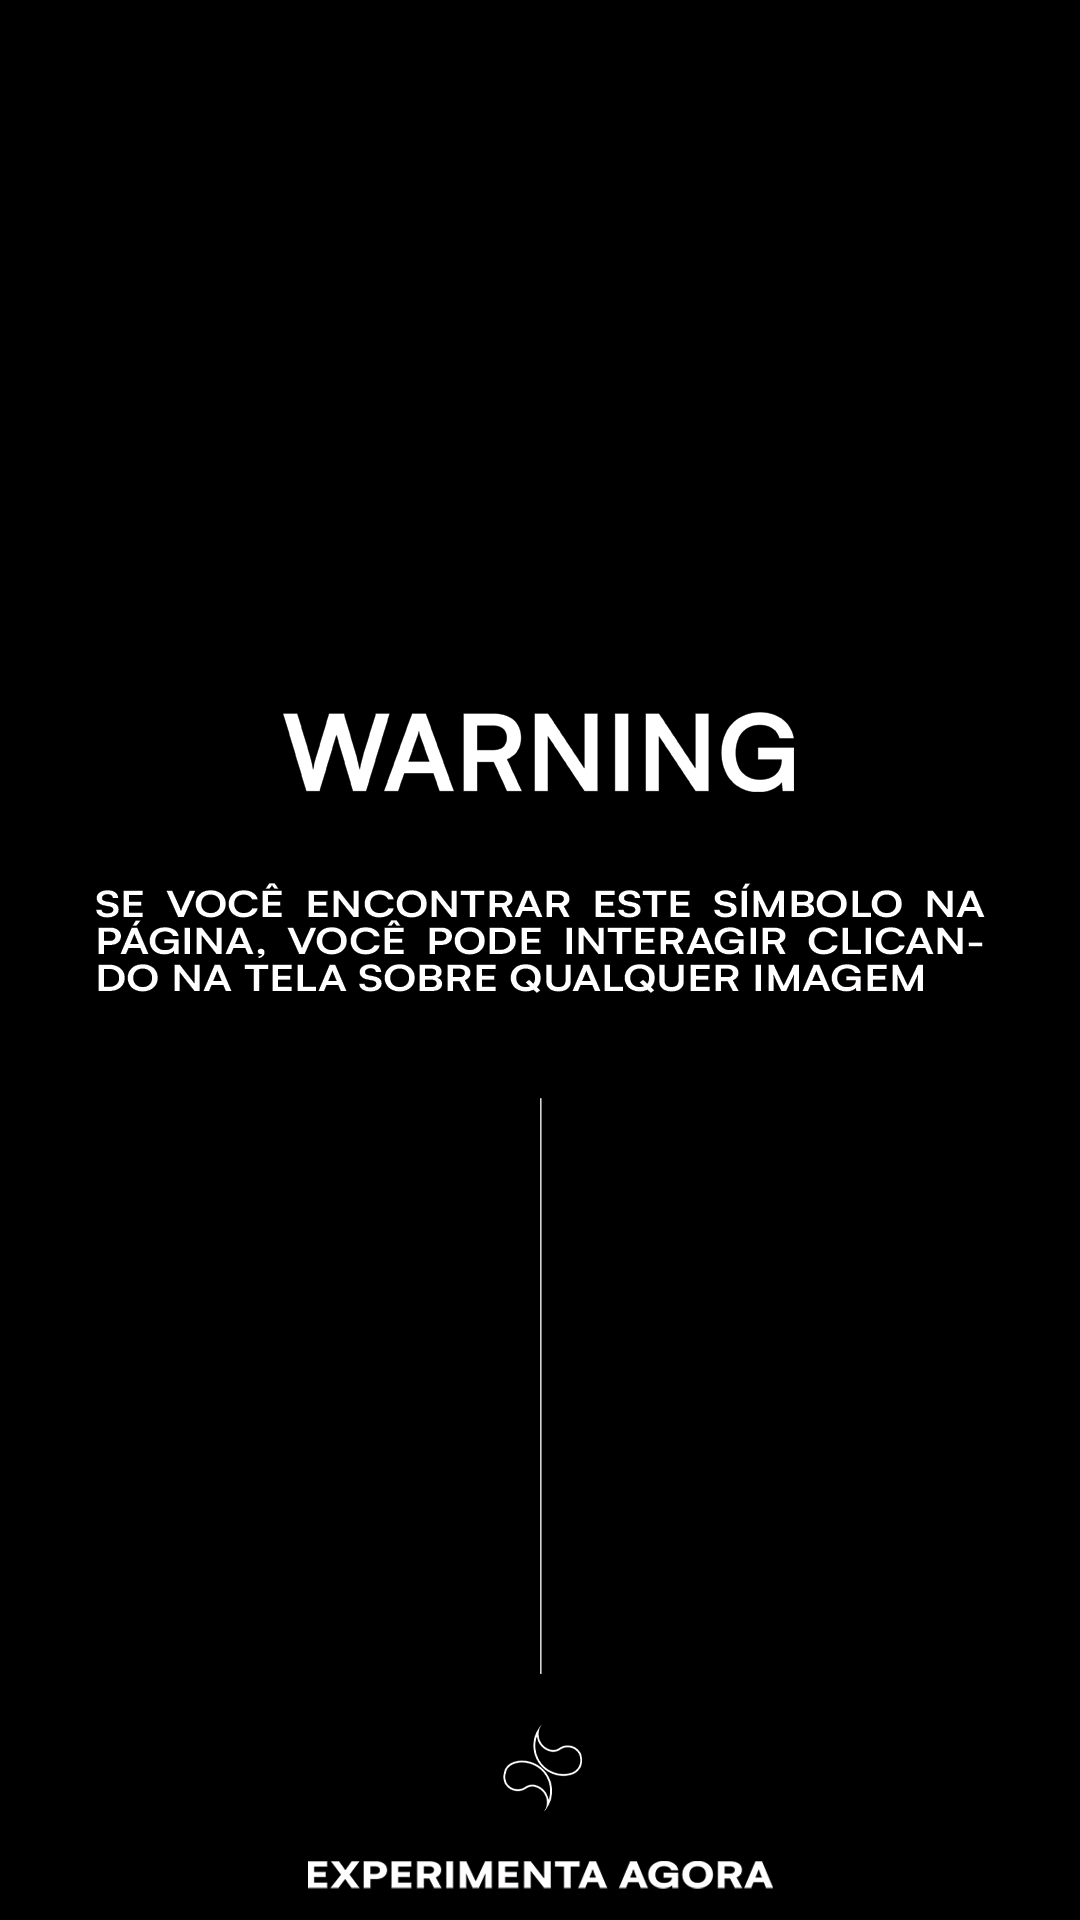 WARNING
SE VOCÊ ENCONTRAR ESTE SÍMBOLO NA
PÁGINA, VOCÊ PODE INTERAGIR CLICAN-
DO NA TELA SOBRE QUALQUER IMAGEM
EXPERIMENTA AGORA